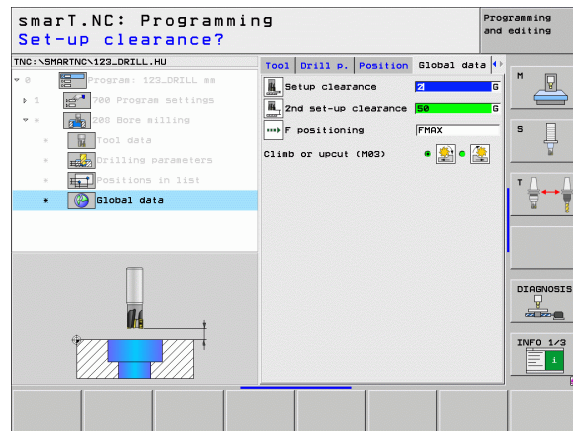 smarT.NC: Programming
Programming and editing
Set-up clearance?
TNC:\SMARTNC\123_DRILL.HU
Tool Drill p. Position Global data
0 Program: 123_DRILL mm
1 700 Program settings
* 208 Bore milling
* Tool data
* Drilling parameters
* Positions in list
* Global data
Setup clearance 2 G
2nd set-up clearance 50 G
F positioning FMAX
Climb or upcut (M03)
M
S
T
DIAGNOSIS
INFO 1/3
i